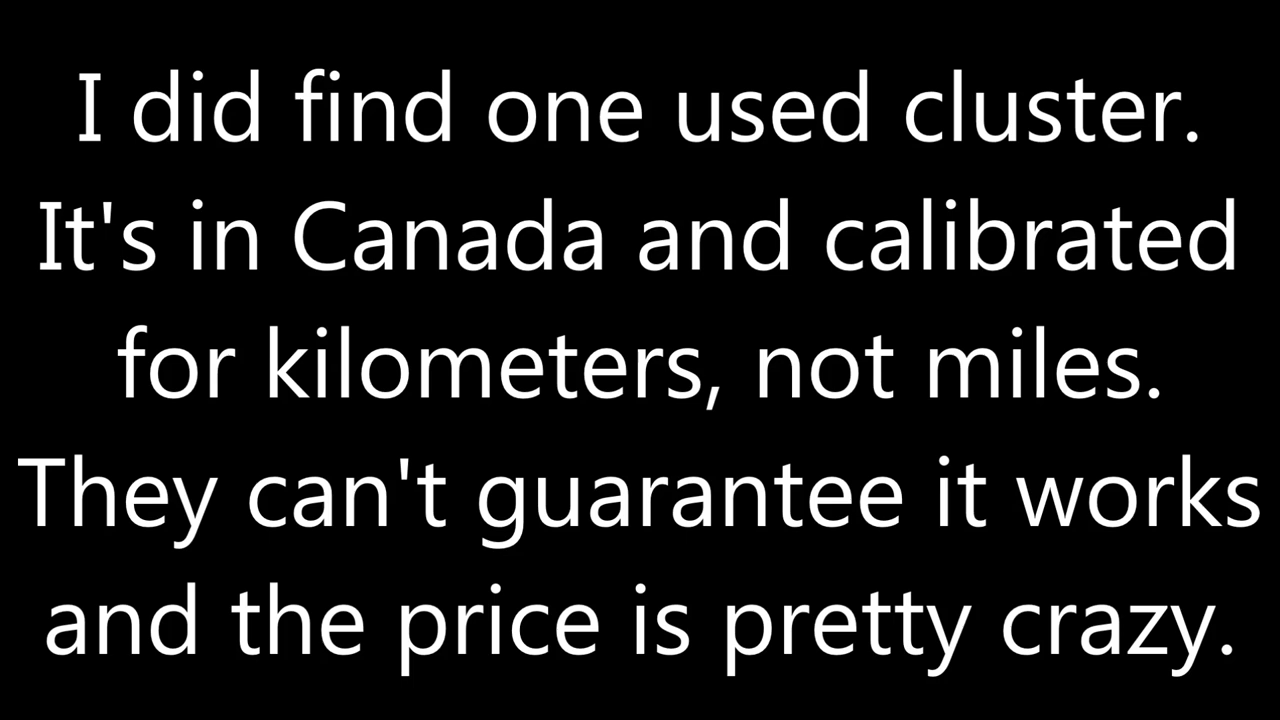 I did find one used cluster.
It's in Canada and calibrated
for kilometers, not miles.
They can't guarantee it works
and the price is pretty crazy.